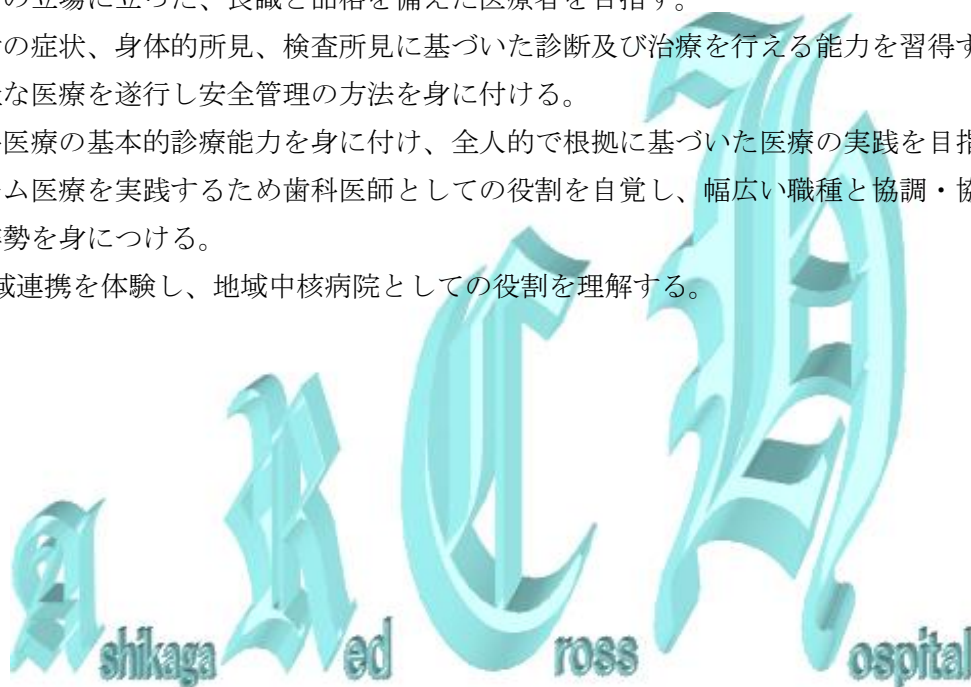 の立場に立った、良識と品格を備えた医療者を目指す。
の症状、身体的所見、検査所見に基づいた診断及び治療を行える能力を習得す
な医療を遂行し安全管理の方法を身に付ける。
医療の基本的診療能力を身に付け、全人的で根拠に基づいた医療の実践を目指
ム医療を実践するため歯科医師としての役割を自覚し、幅広い職種と協調・協
勢を身につける。
域連携を体験し、地域中核病院としての役割を理解する。
Ashikaga Red Cross Hospital